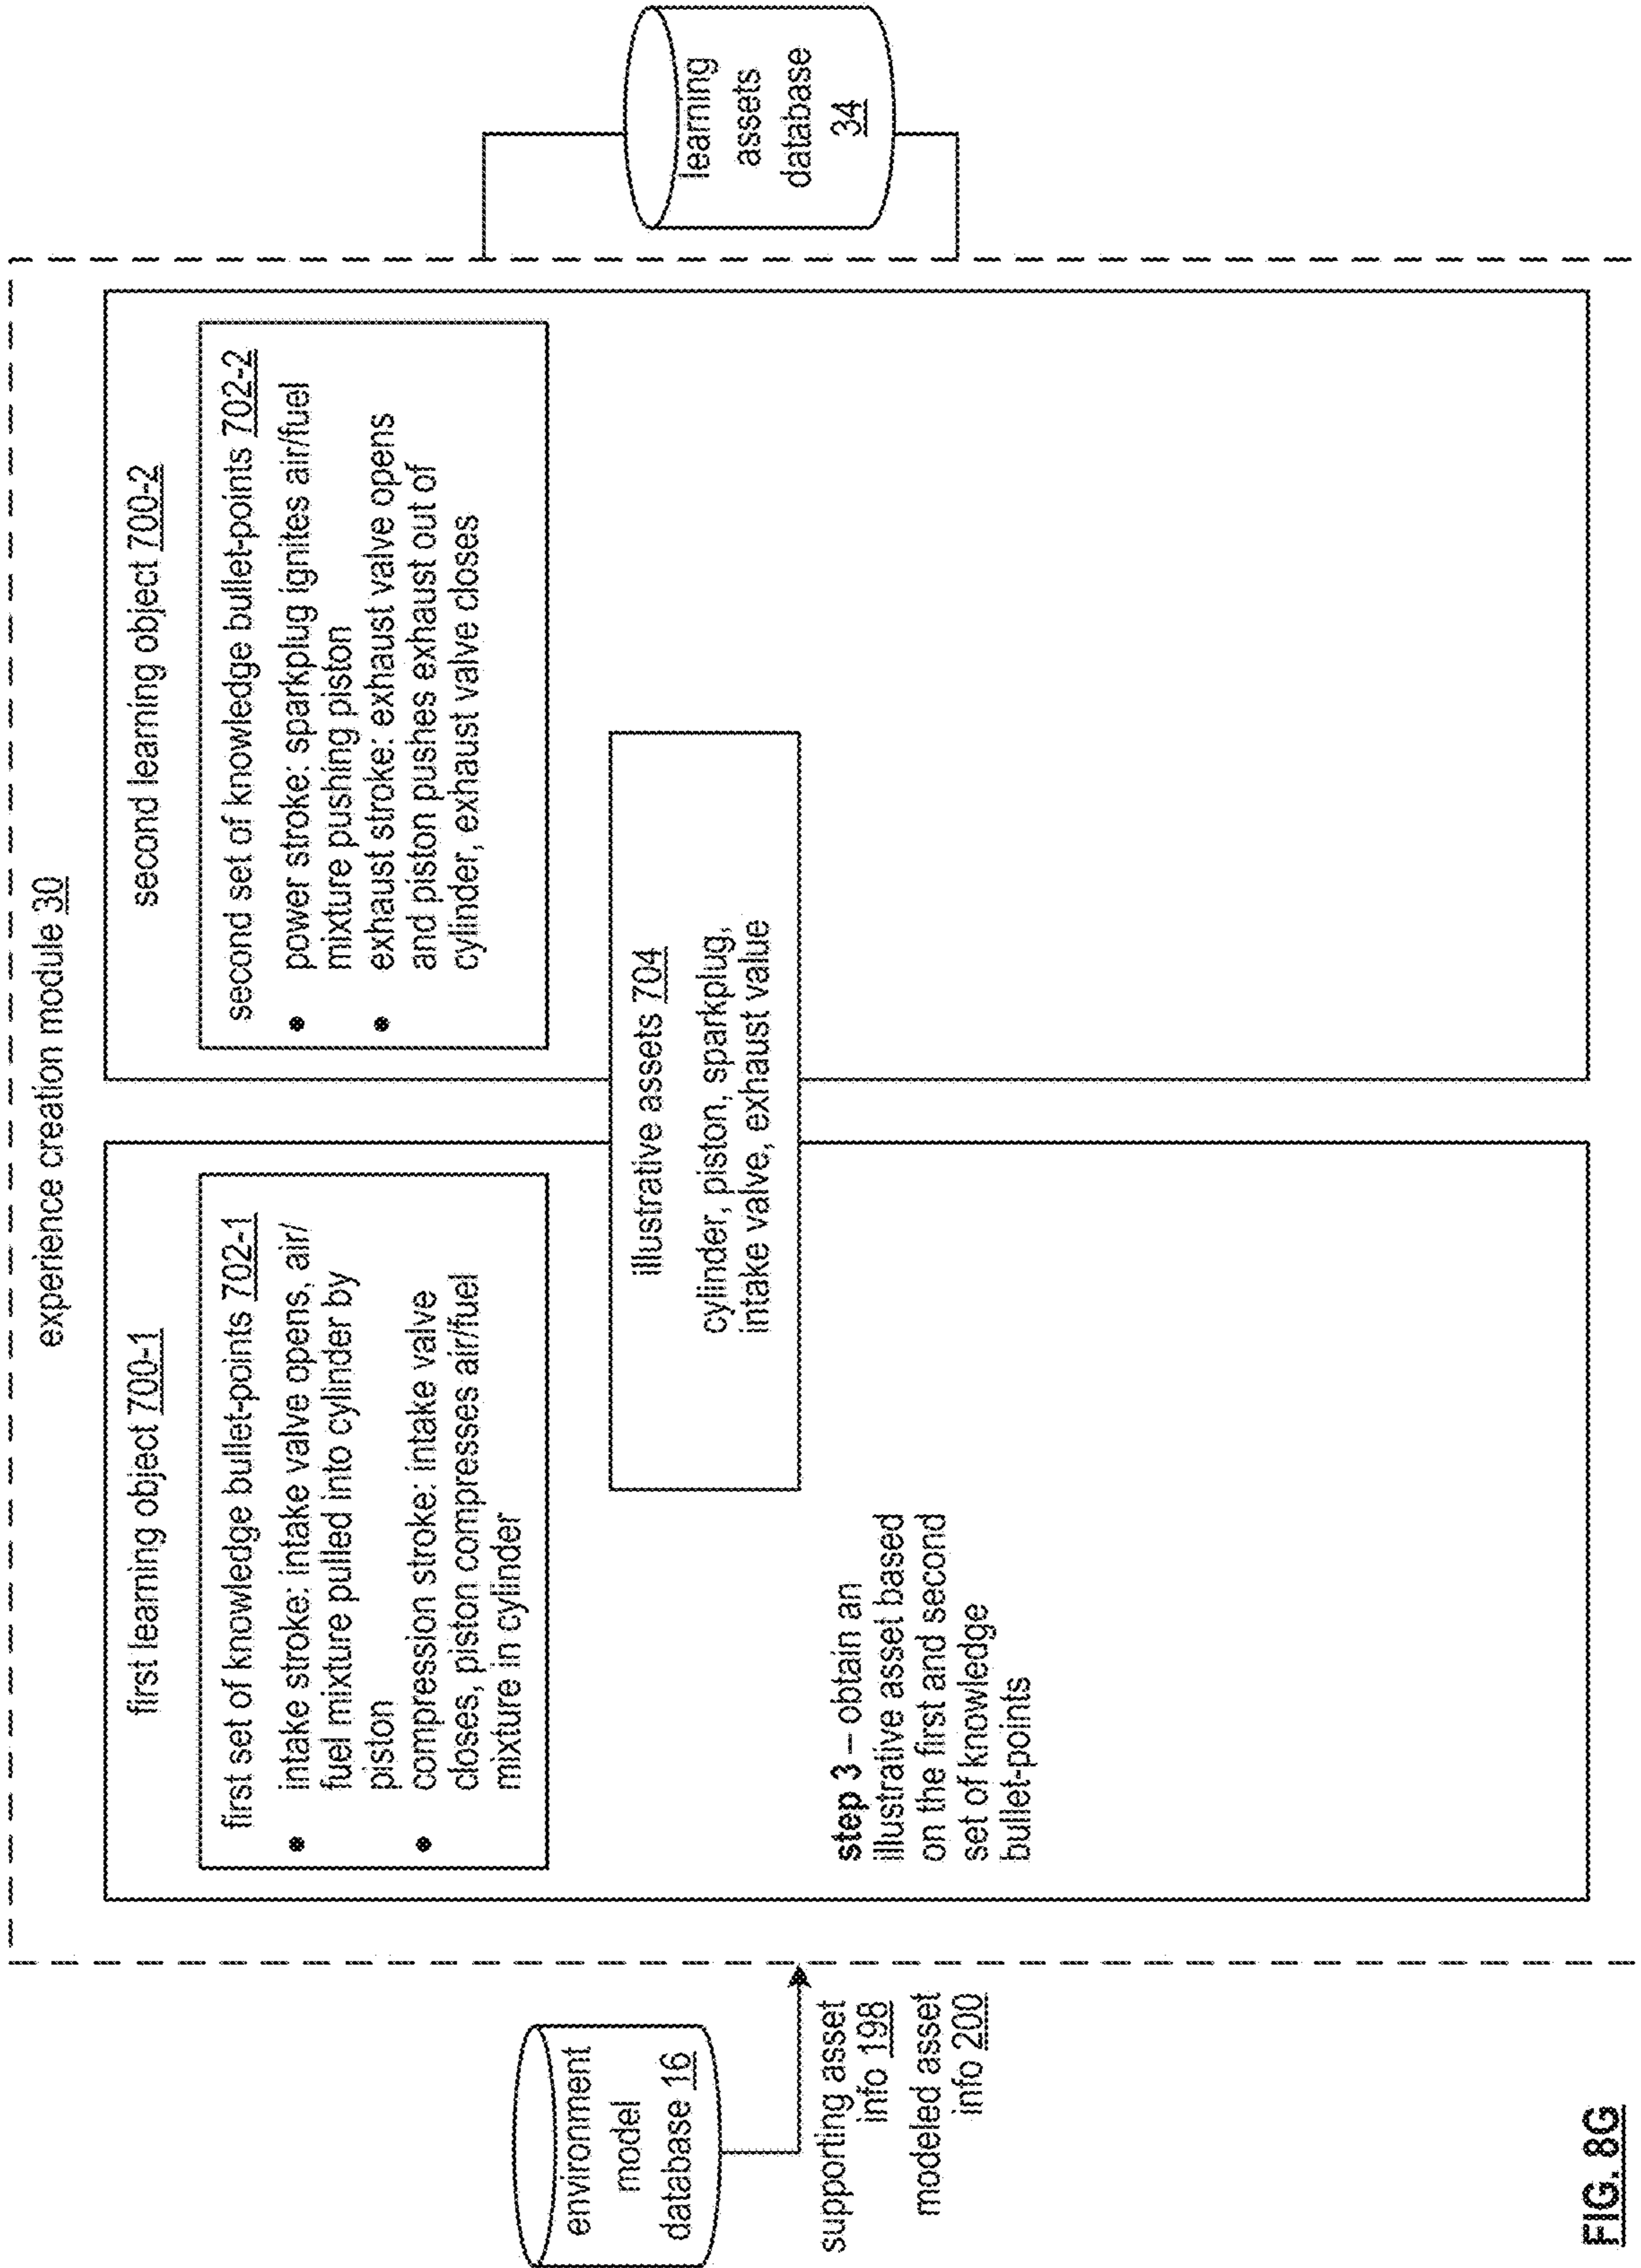 experience creation module 30
first learning object 700-1
first set of knowledge bullet-points 702-1
• intake stroke: intake valve opens, air/
fuel mixture pulled into cylinder by
piston
• compression stroke: intake valve
closes, piston compresses air/fuel
mixture in cylinder
second learning object 700-2
second set of knowledge bullet-points 702-2
• power stroke: sparkplug ignites air/fuel
mixture pushing piston
• exhaust stroke: exhaust valve opens
and piston pushes exhaust out of
cylinder, exhaust valve closes
illustrative assets 704
cylinder, piston, sparkplug,
intake valve, exhaust value
step 3 – obtain an
illustrative asset based
on the first and second
set of knowledge
bullet-points
environment
model
database 16
supporting asset
info 198
modeled asset
info 200
learning
assets
database
34
FIG. 8G